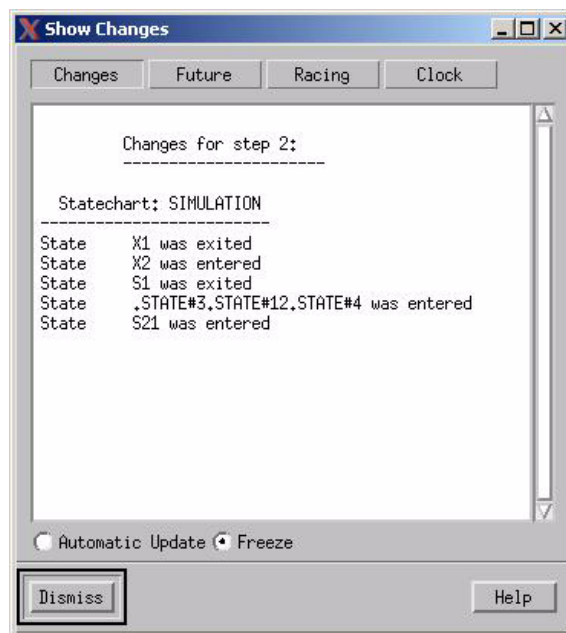 Show Changes
Changes Future Racing Clock
Changes for step 2:
----------------------
Statechart: SIMULATION
-------------------------
State X1 was exited
State X2 was entered
State S1 was exited
State .STATE#3.STATE#12.STATE#4 was entered
State S21 was entered
Automatic Update Freeze
Dismiss Help